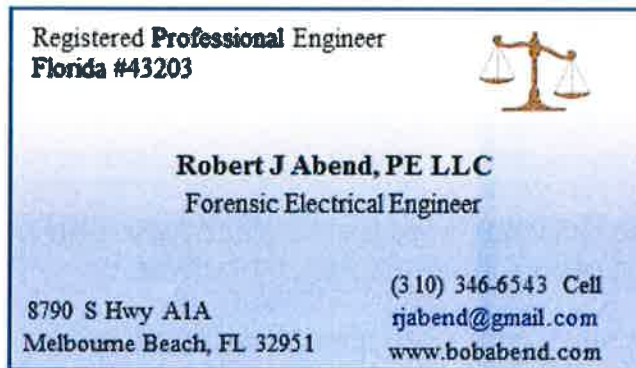 Registered Professional Engineer
Florida #43203
Robert J Abend, PE LLC
Forensic Electrical Engineer
8790 S Hwy A1A
Melbourne Beach, FL 32951
(310) 346-6543 Cell
rjabend@gmail.com
www.bobabend.com